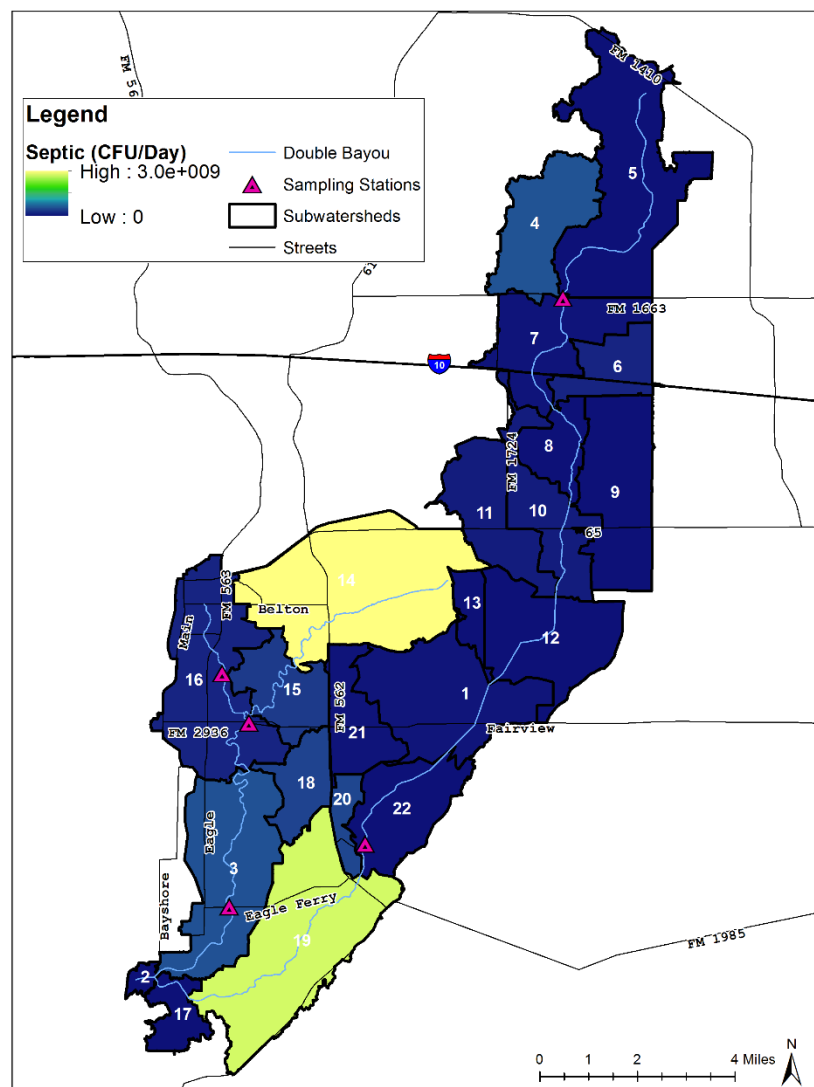 FM 1410
FM 56
Legend
Septic (CFU/Day)
High : 3.0e+009
Low : 0
Double Bayou
Sampling Stations
Subwatersheds
Streets
5
4
61
FM 1663
7
6
10
FM 1724
8
9
11
10
65
14
FM 563
Belton
13
Main
12
16
15
1
FM 562
FM 2936
21
Fairview
18
20
22
Eagle
3
Bayshore
Eagle Ferry
19
FM 1985
2
17
N
0 1 2 4 Miles